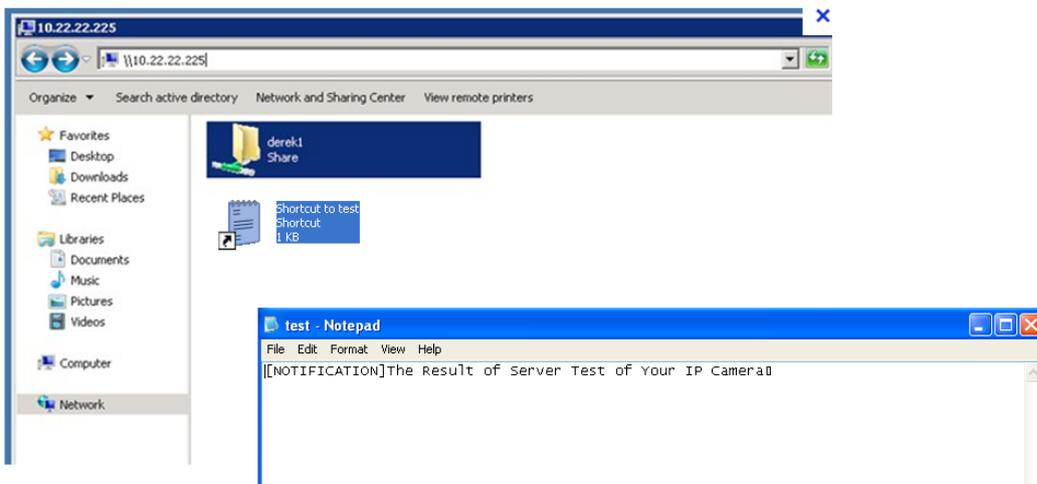 10.22.22.225
\\10.22.22.225
Organize Search active directory Network and Sharing Center View remote printers
Favorites
Desktop
Downloads
Recent Places
Libraries
Documents
Music
Pictures
Videos
Computer
Network
derek1
Share
Shortcut to test
Shortcut
1 KB
test - Notepad
File Edit Format View Help
[NOTIFICATION]The Result of Server Test of Your IP Camera▯